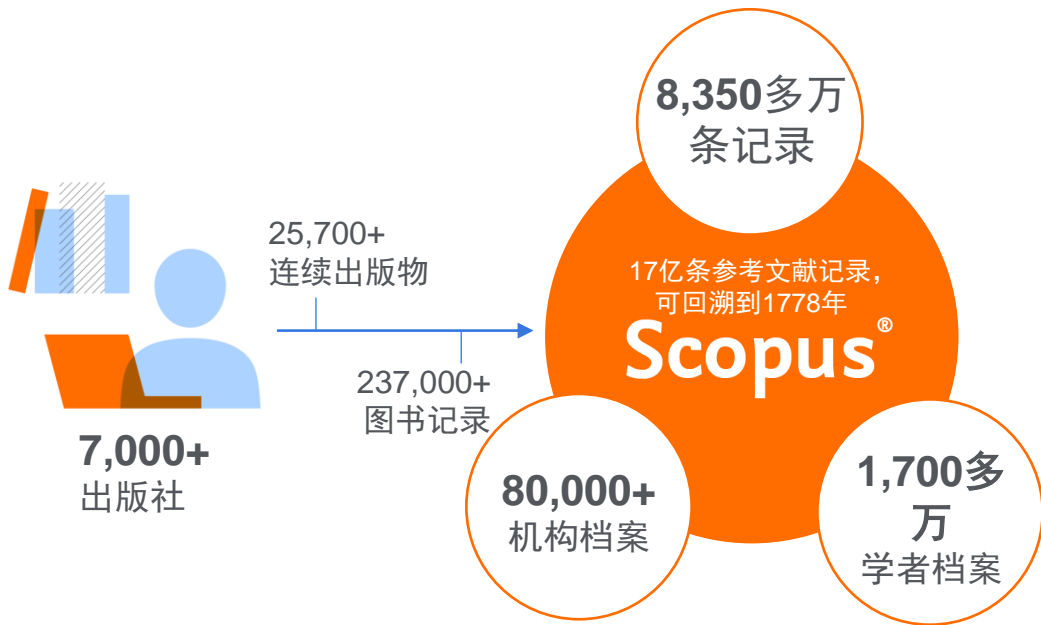 8,350多万
条记录
17亿条参考文献记录,
可回溯到1778年
Scopus®
25,700+
连续出版物
237,000+
图书记录
7,000+
出版社
80,000+
机构档案
1,700多
万
学者档案